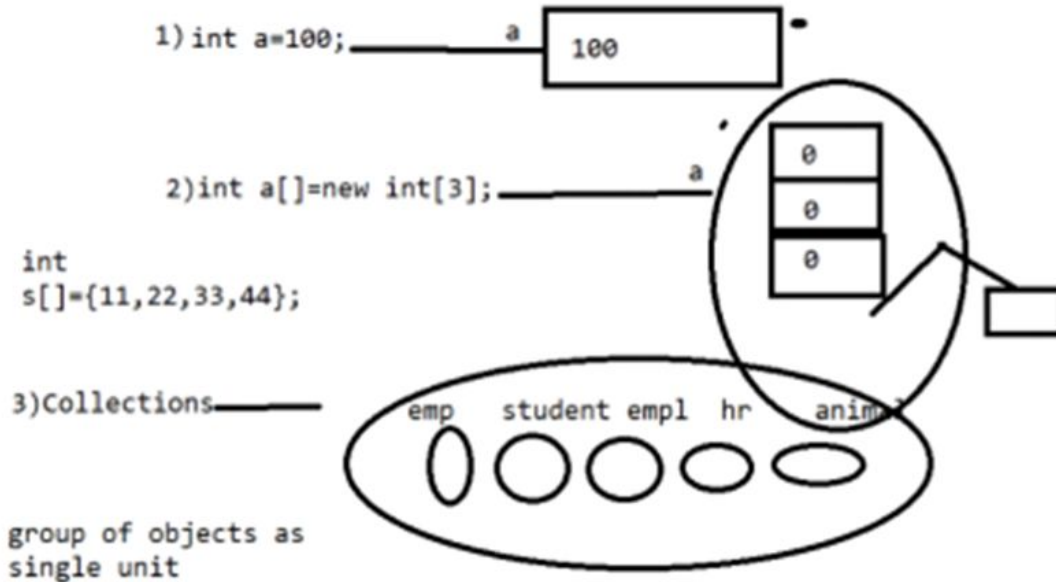 1)int a=100;
a
100
2)int a[]=new int[3];
a
0
0
0
int
s[]={11,22,33,44};
3)Collections
emp student empl hr animal
group of objects as
single unit